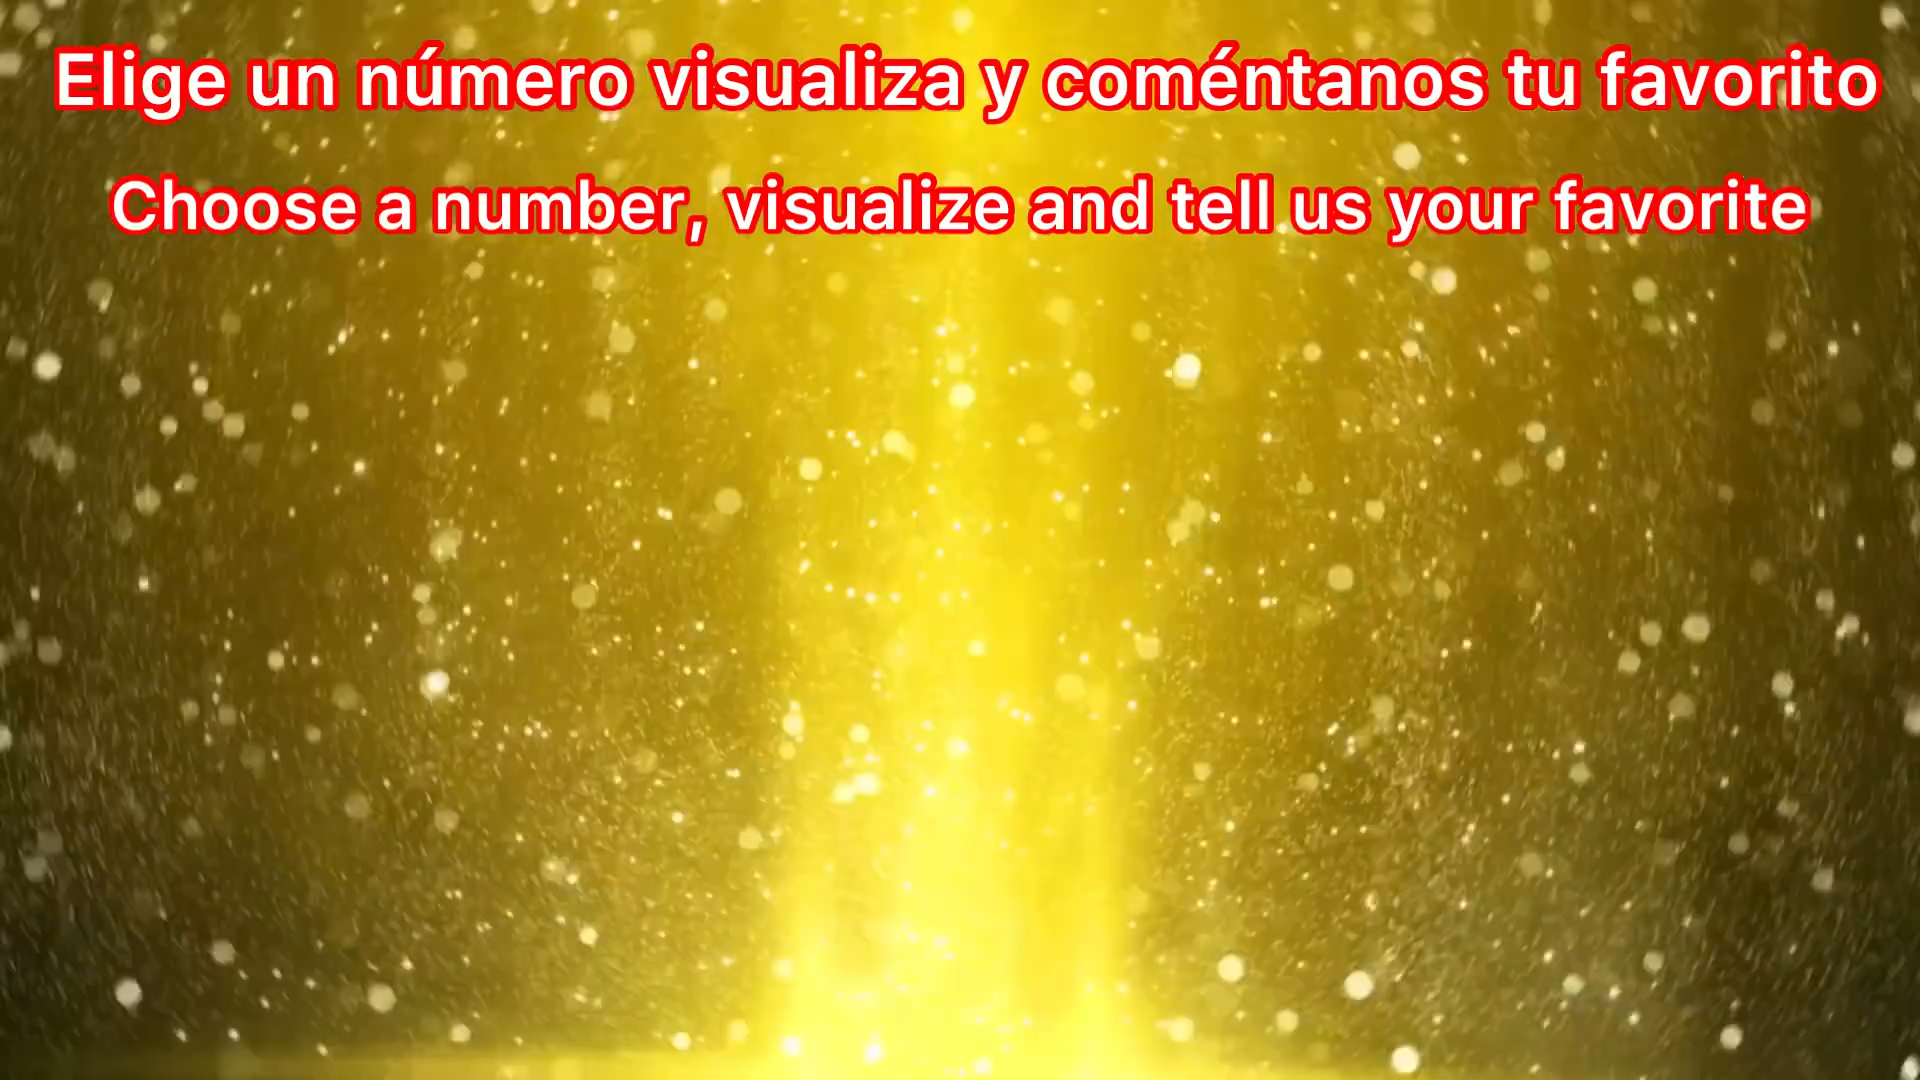 Elige un número visualiza y coméntanos tu favorito
Choose a number, visualize and tell us your favorite